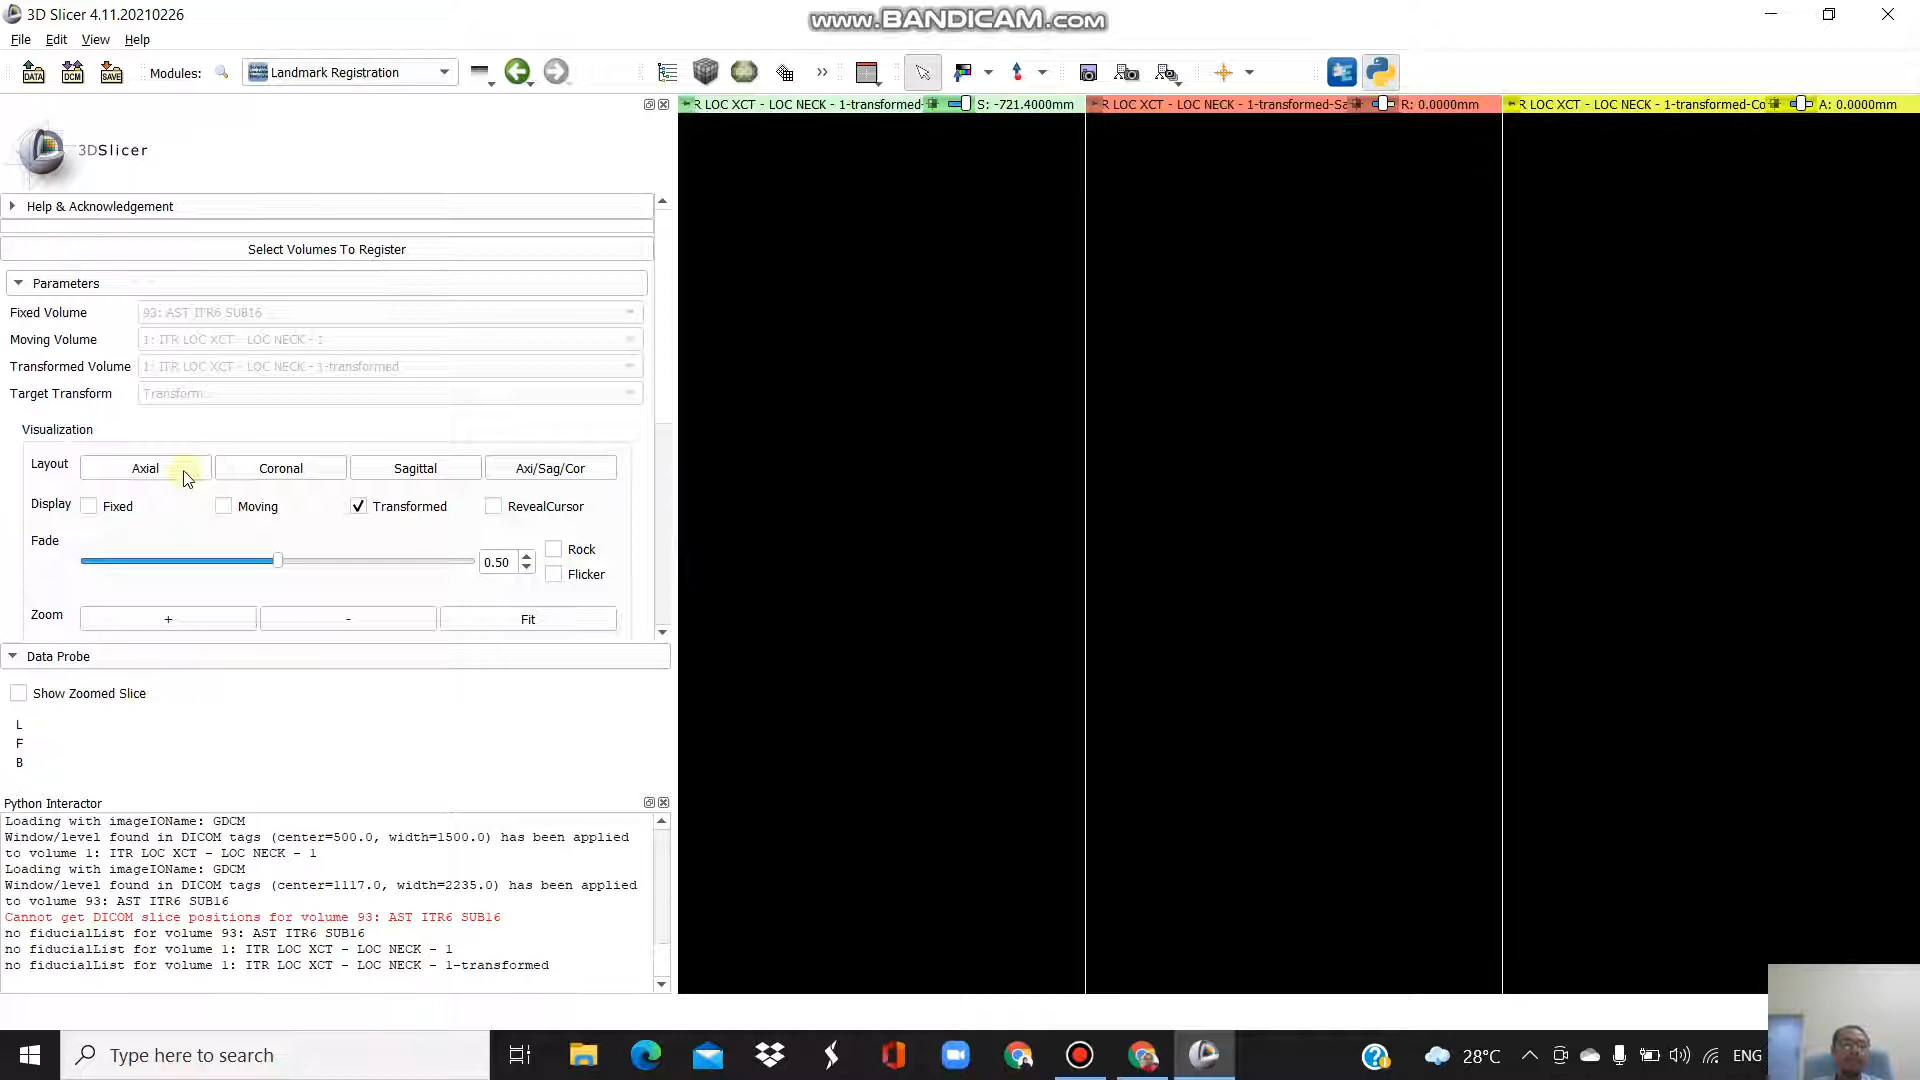 3D Slicer 4.11.20210226
www.BANDICAM.com
File Edit View Help
DATA DCM SAVE Modules: Landmark Registration
R LOC XCT - LOC NECK - 1-transformed- S: -721.4000mm
R LOC XCT - LOC NECK - 1-transformed-Sa R: 0.0000mm
R LOC XCT - LOC NECK - 1-transformed-Co A: 0.0000mm
3DSlicer
Help & Acknowledgement
Select Volumes To Register
Parameters
Fixed Volume 93: AST ITR6 SUB16
Moving Volume 1: ITR LOC XCT - LOC NECK - 1
Transformed Volume 1: ITR LOC XCT - LOC NECK - 1-transformed
Target Transform Transform
Visualization
Layout Axial Coronal Sagittal Axi/Sag/Cor
Display Fixed Moving Transformed RevealCursor
Fade 0.50 Rock
Flicker
Zoom + - Fit
Data Probe
Show Zoomed Slice
L
F
B
Python Interactor
Loading with imageIOName: GDCM
Window/level found in DICOM tags (center=500.0, width=1500.0) has been applied
to volume 1: ITR LOC XCT - LOC NECK - 1
Loading with imageIOName: GDCM
Window/level found in DICOM tags (center=1117.0, width=2235.0) has been applied
to volume 93: AST ITR6 SUB16
Cannot get DICOM slice positions for volume 93: AST ITR6 SUB16
no fiducialList for volume 93: AST ITR6 SUB16
no fiducialList for volume 1: ITR LOC XCT - LOC NECK - 1
no fiducialList for volume 1: ITR LOC XCT - LOC NECK - 1-transformed
Type here to search 28°C ENG